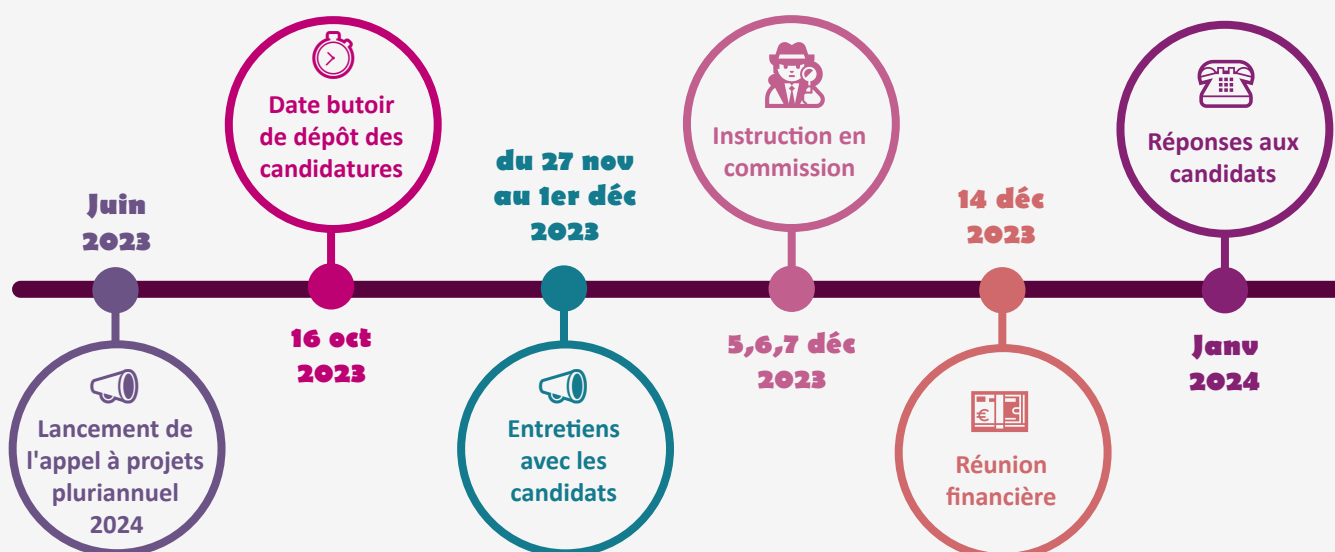 Juin
2023
Lancement de
l'appel à projets
pluriannuel
2024
Date butoir
de dépôt des
candidatures
16 oct
2023
du 27 nov
au 1er déc
2023
Entretiens
avec les
candidats
Instruction en
commission
5,6,7 déc
2023
14 déc
2023
€
Réunion
financière
Réponses aux
candidats
Janv
2024